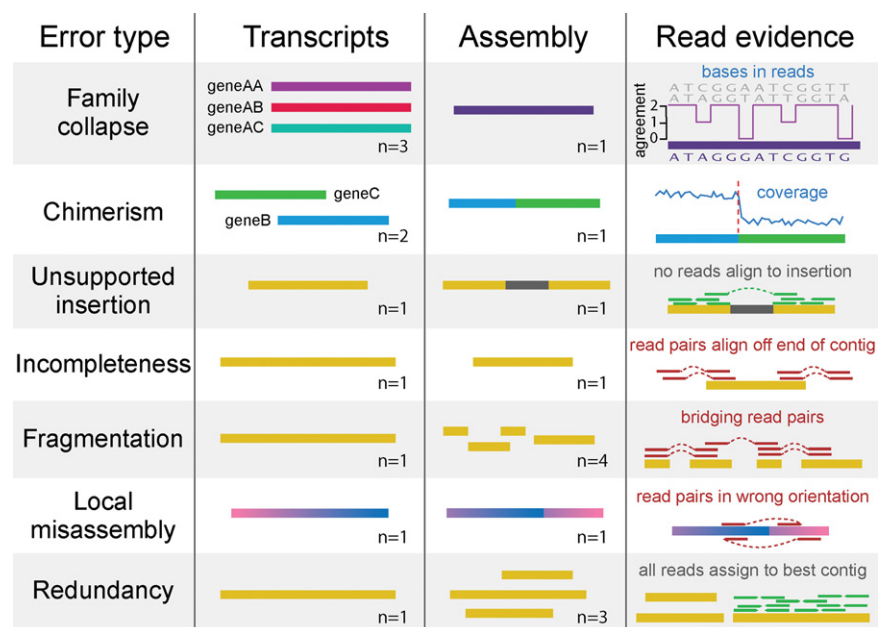 Error type Transcripts Assembly Read evidence
Family
collapse
geneAA
geneAB
geneAC
n=3
n=1
bases in reads
ATCGGAATCGGTT
ATAGGTATTGGTA
agreement
2
1
0
ATAGGGATCGGTG
Chimerism
geneC
geneB
n=2
n=1
coverage
Unsupported
insertion
n=1
n=1
no reads align to insertion
Incompleteness
n=1
n=1
read pairs align off end of contig
Fragmentation
n=1
n=4
bridging read pairs
Local
misassembly
n=1
n=1
read pairs in wrong orientation
Redundancy
n=1
n=3
all reads assign to best contig